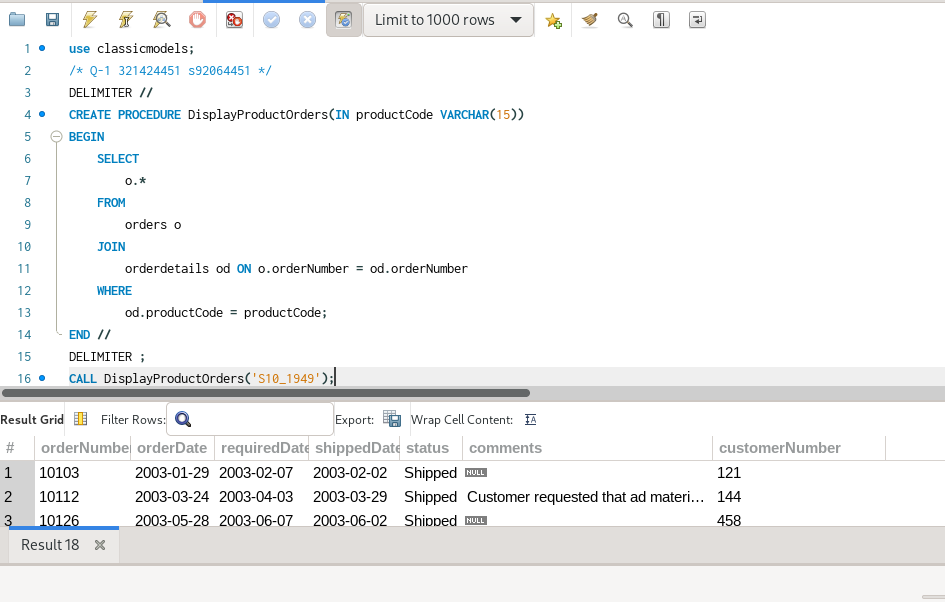 Limit to 1000 rows
1 use classicmodels;
2 /* Q-1 321424451 s92064451 */
3 DELIMITER //
4 CREATE PROCEDURE DisplayProductOrders(IN productCode VARCHAR(15))
5 BEGIN
6 SELECT
7 o.*
8 FROM
9 orders o
10 JOIN
11 orderdetails od ON o.orderNumber = od.orderNumber
12 WHERE
13 od.productCode = productCode;
14 END //
15 DELIMITER ;
16 CALL DisplayProductOrders('S10_1949');
Result Grid Filter Rows: Export: Wrap Cell Content: IA
# orderNumbe orderDate requiredDate shippedDate status comments customerNumber
1 10103 2003-01-29 2003-02-07 2003-02-02 Shipped NULL 121
2 10112 2003-03-24 2003-04-03 2003-03-29 Shipped Customer requested that ad materi... 144
3 10126 2003-05-28 2003-06-07 2003-06-02 Shipped NULL 458
Result 18